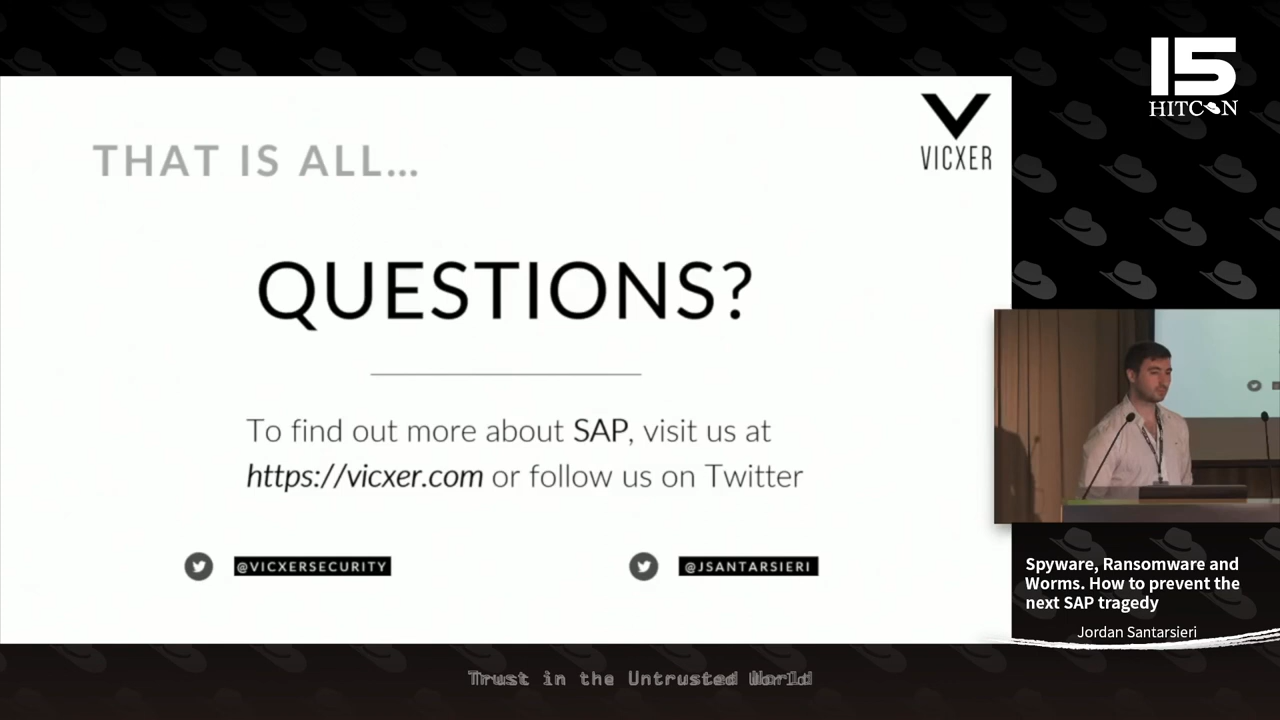 15
HITCON
VICXER
THAT IS ALL...
QUESTIONS?
To find out more about SAP, visit us at
https://vicxer.com or follow us on Twitter
@VICXERSECURITY
@JSANTARSIERI
Spyware, Ransomware and
Worms. How to prevent the
next SAP tragedy
Jordan Santarsieri
Trust in the Untrusted World